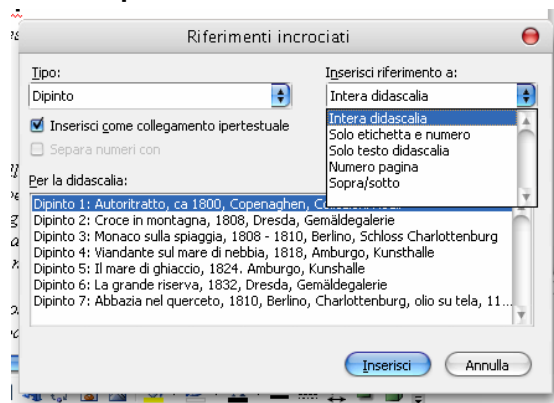 Riferimenti incrociati
Tipo:
Inserisci riferimento a:
Dipinto
Intera didascalia
Inserisci come collegamento ipertestuale
Separa numeri con
Intera didascalia
Solo etichetta e numero
Solo testo didascalia
Numero pagina
Sopra/sotto
Per la didascalia:
Dipinto 1: Autoritratto, ca 1800, Copenaghen,
Dipinto 2: Croce in montagna, 1808, Dresda, Gemäldegalerie
Dipinto 3: Monaco sulla spiaggia, 1808 - 1810, Berlino, Schloss Charlottenburg
Dipinto 4: Viandante sul mare di nebbia, 1818, Amburgo, Kunsthalle
Dipinto 5: Il mare di ghiaccio, 1824. Amburgo, Kunshalle
Dipinto 6: La grande riserva, 1832, Dresda, Gemäldegalerie
Dipinto 7: Abbazia nel querceto, 1810, Berlino, Charlottenburg, olio su tela, 11...
Inserisci
Annulla